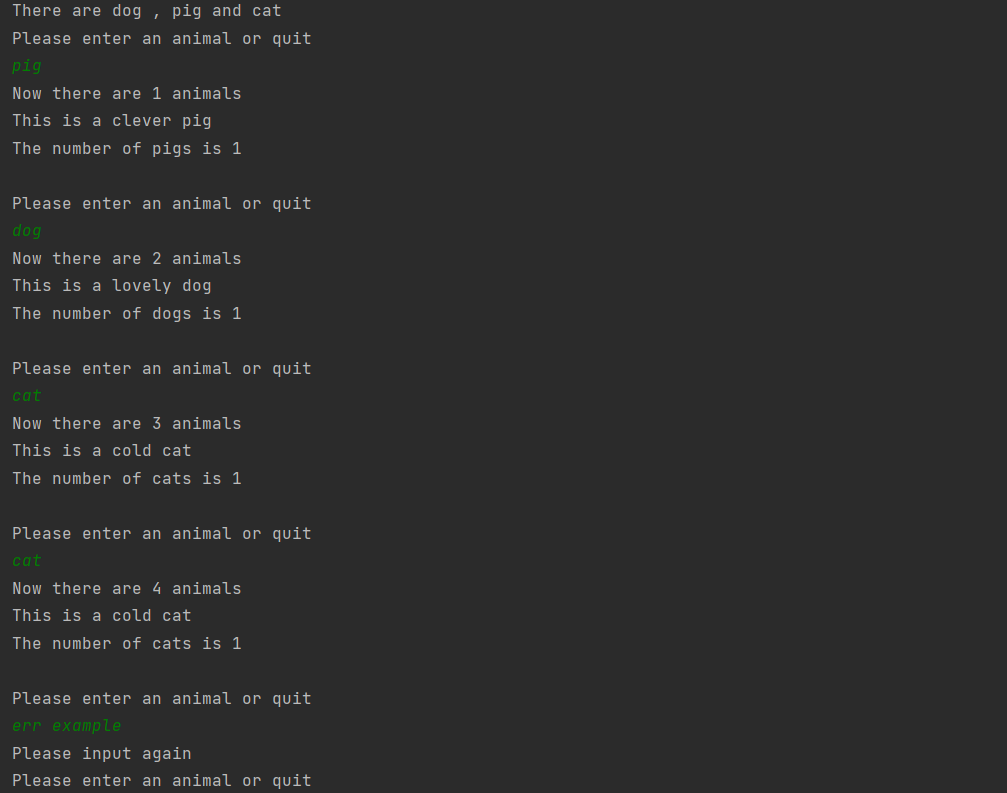 There are dog , pig and cat
Please enter an animal or quit
pig
Now there are 1 animals
This is a clever pig
The number of pigs is 1
Please enter an animal or quit
dog
Now there are 2 animals
This is a lovely dog
The number of dogs is 1
Please enter an animal or quit
cat
Now there are 3 animals
This is a cold cat
The number of cats is 1
Please enter an animal or quit
cat
Now there are 4 animals
This is a cold cat
The number of cats is 1
Please enter an animal or quit
err example
Please input again
Please enter an animal or quit